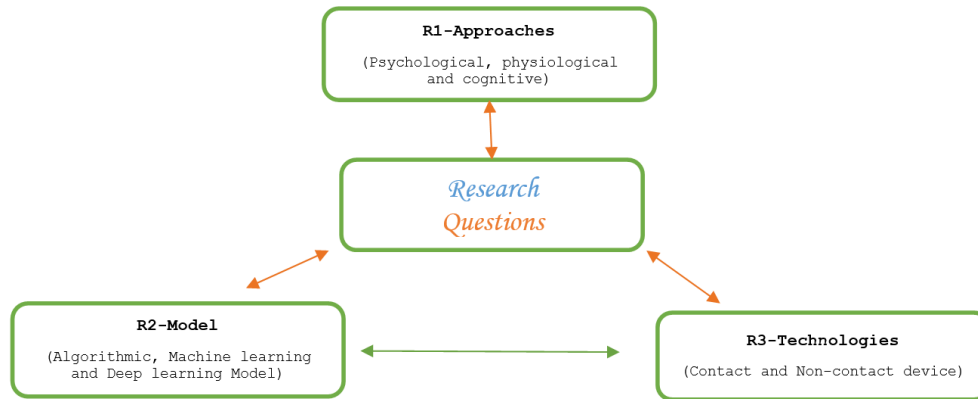 R1-Approaches
(Psychological, physiological
and cognitive)
Research
Questions
R2-Model
(Algorithmic, Machine learning
and Deep learning Model)
R3-Technologies
(Contact and Non-contact device)